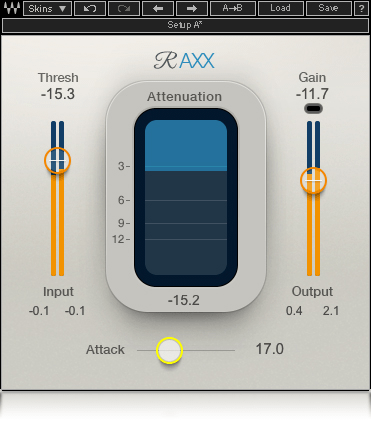 Skins ▼ A→B Load Save ?
Setup A*
R AXX
Thresh Attenuation Gain
-15.3 -11.7
3-
6-
9-
12-
Input Output
-0.1 -0.1 -15.2 0.4 2.1
Attack 17.0